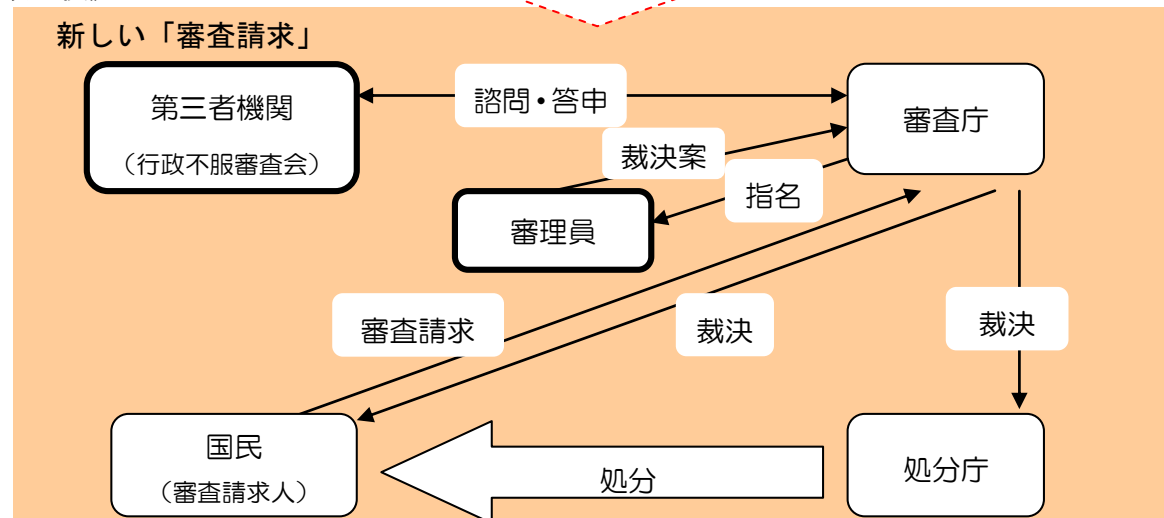 新しい「審査請求」
第三者機関
（行政不服審査会）
諮問・答申
審査庁
裁決案
指名
審理員
審査請求
裁決
裁決
国民
（審査請求人）
処分
処分庁